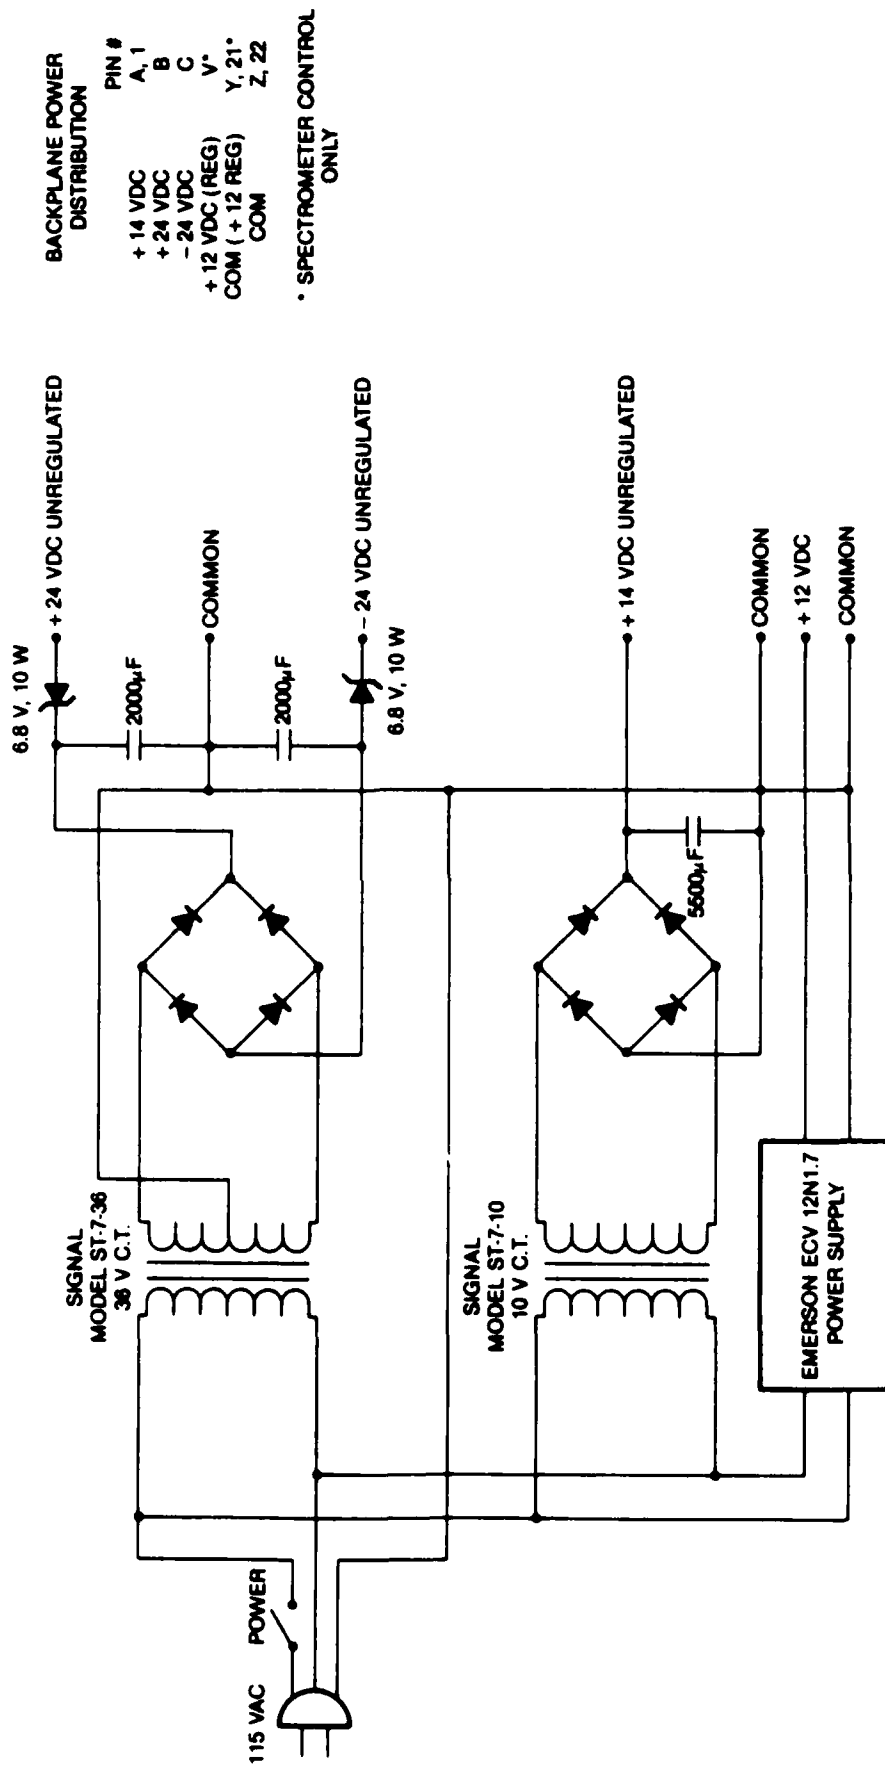 BACKPLANE POWER
DISTRIBUTION
PIN #
+ 14 VDC A, 1
+ 24 VDC B
- 24 VDC C
+ 12 VDC (REG) V*
COM ( + 12 REG) Y, 21*
COM Z, 22
* SPECTROMETER CONTROL
ONLY
6.8 V, 10 W
+ 24 VDC UNREGULATED
2000µF
COMMON
2000µF
- 24 VDC UNREGULATED
6.8 V, 10 W
SIGNAL
MODEL ST-7-36
36 V C.T.
115 VAC
POWER
+ 14 VDC UNREGULATED
5600µF
SIGNAL
MODEL ST-7-10
10 V C.T.
COMMON
+ 12 VDC
COMMON
EMERSON ECV 12N1.7
POWER SUPPLY